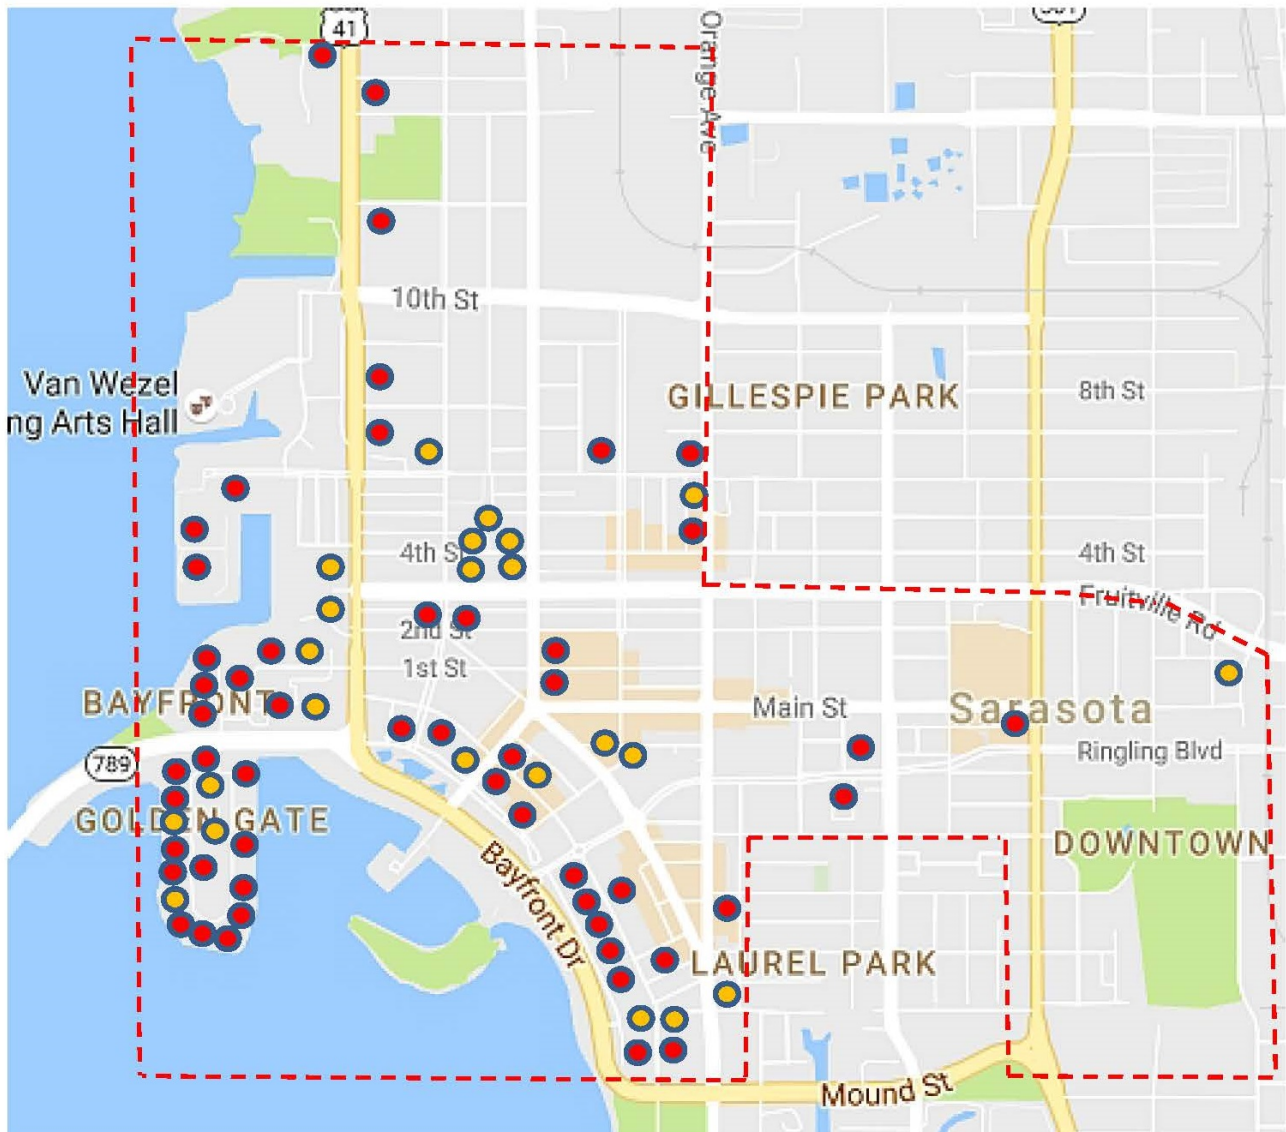 41
301
Orange Ave
10th St
Van Wezel
ng Arts Hall
GILLESPIE PARK
8th St
4th S
4th St
Fruitville Rd
2nd St
1st St
BAYFRONT
Main St
Sarasota
789
Ringling Blvd
GOLDEN GATE
DOWNTOWN
Bayfront Dr
LAUREL PARK
Mound St